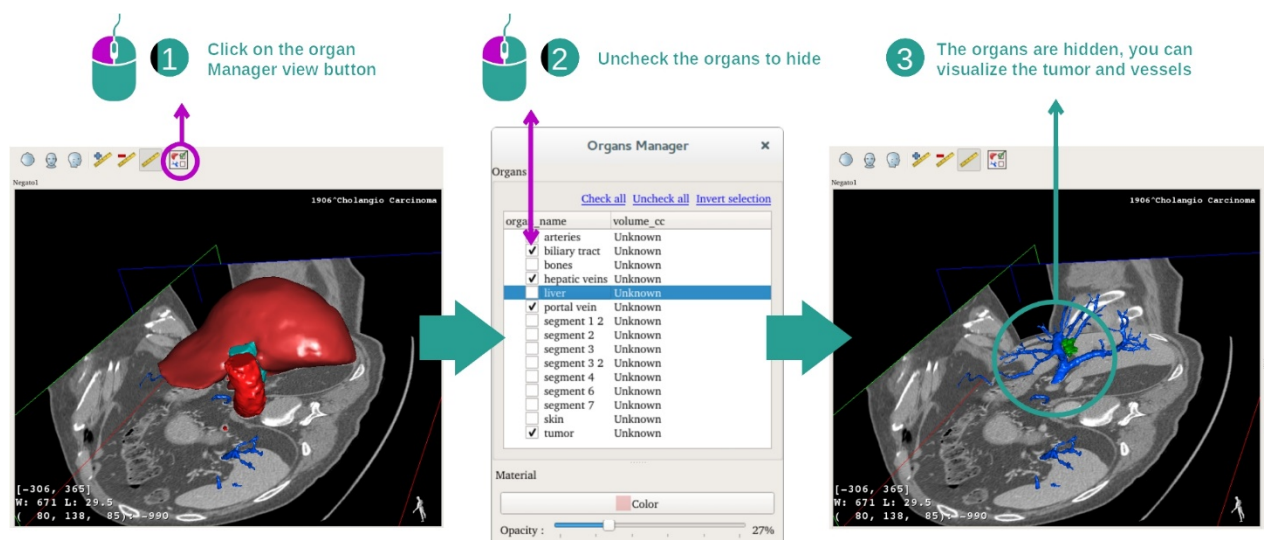 1 Click on the organ
Manager view button
2 Uncheck the organs to hide
3 The organs are hidden, you can
visualize the tumor and vessels
Negato1
1906^Cholangio Carcinoma
[-306, 365]
W: 671 L: 29.5
( 80, 138, 85): -990
Organs Manager
Organs
Check all Uncheck all Invert selection
organ_name volume_cc
arteries Unknown
biliary tract Unknown
bones Unknown
hepatic veins Unknown
liver Unknown
portal vein Unknown
segment 1 2 Unknown
segment 2 Unknown
segment 3 Unknown
segment 3 2 Unknown
segment 4 Unknown
segment 6 Unknown
segment 7 Unknown
skin Unknown
tumor Unknown
Material
Color
Opacity : 27%
Negato1
1906^Cholangio Carcinoma
[-306, 365]
W: 671 L: 29.5
( 80, 138, 85): -990